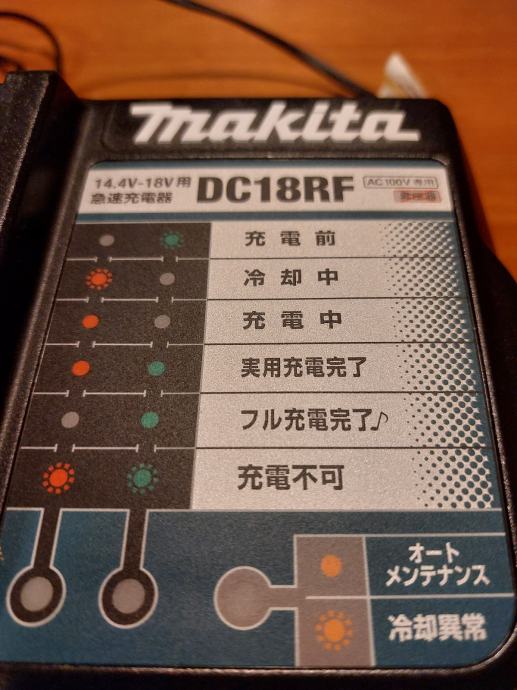 makita
14.4V-18V用
急速充電器
DC18RF
AC100V専用
充電前
冷却中
充電中
実用充電完了
フル充電完了♪
充電不可
オート
メンテナンス
冷却異常